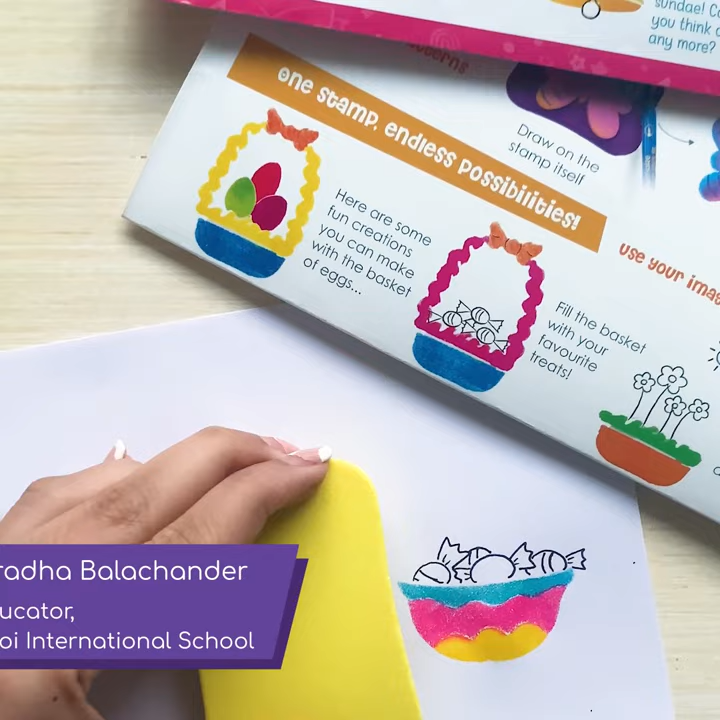 sundae! Co
you think o
any more?
one stamp, endless possibilities!
Draw on the
stamp itself
Here are some
fun creations
you can make
with the basket
of eggs...
use your imag
Fill the basket
with your
favourite
treats!
radha Balachander
ucator,
oi International School